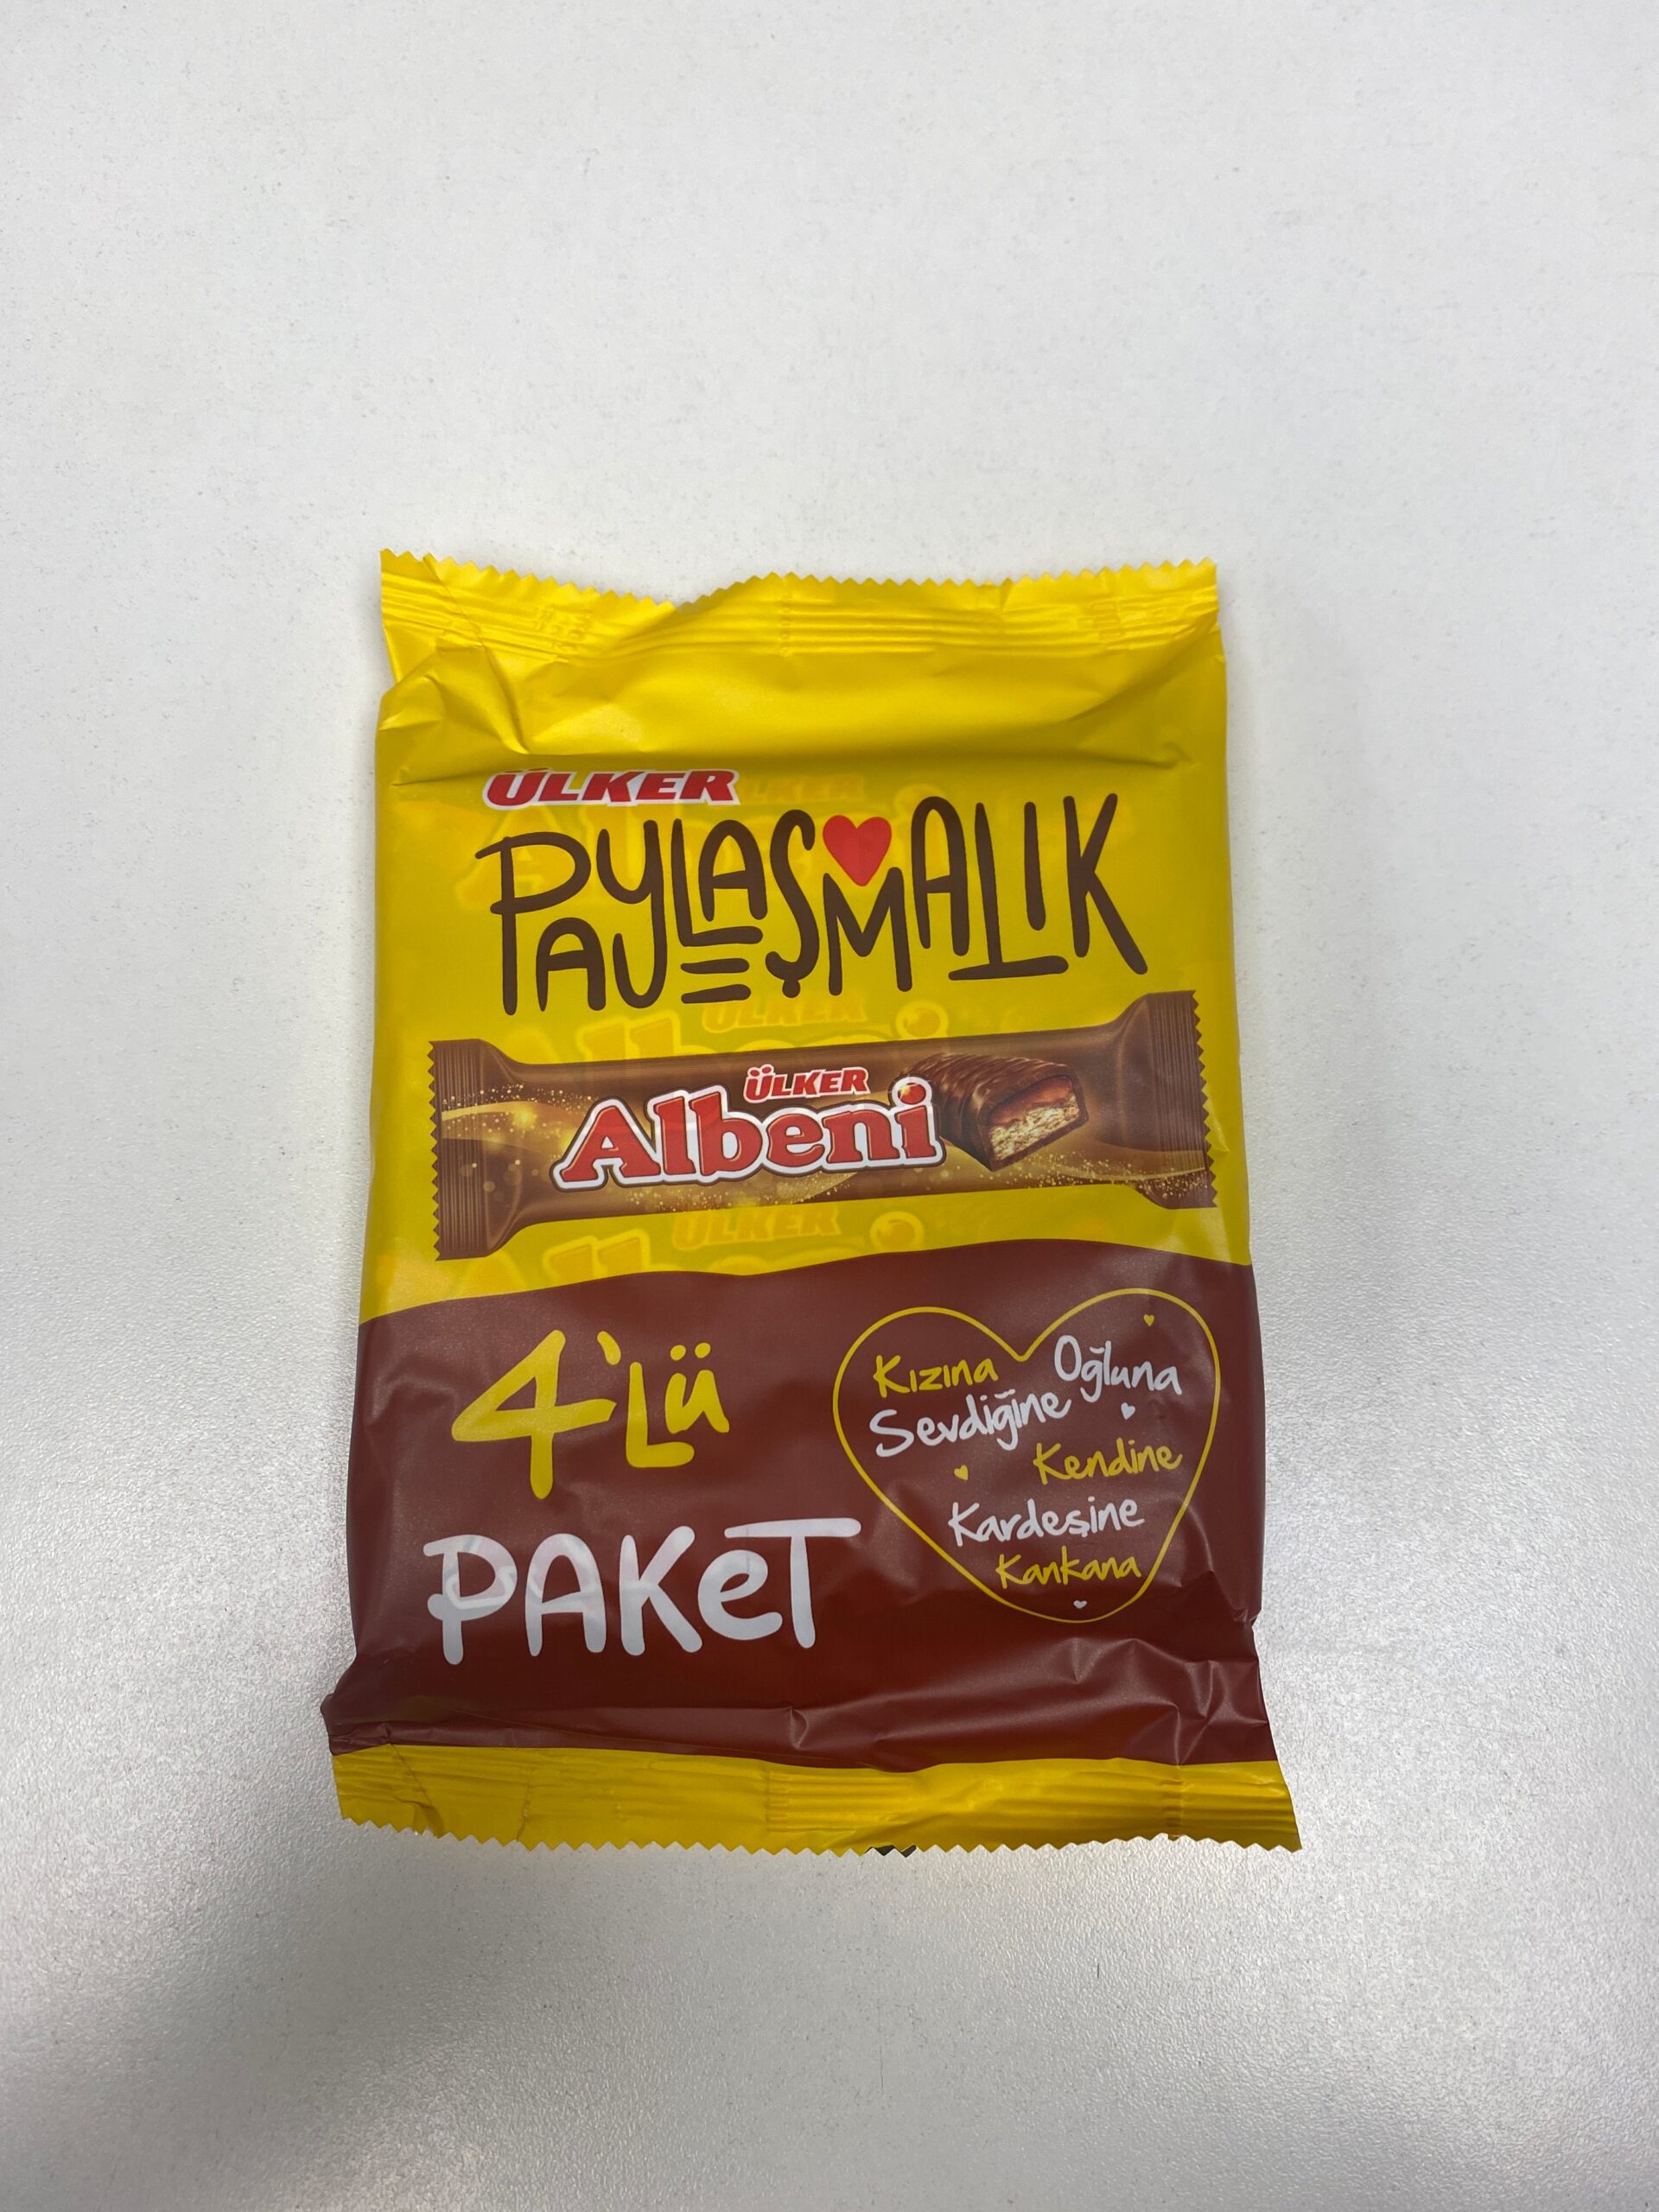 ÜLKER
PAYLAŞMALIK
ÜLKER
Albeni
4'LÜ
PAKET
Kızına Oğluna
Sevdiğine
Kendine
Kardeşine
Kankana